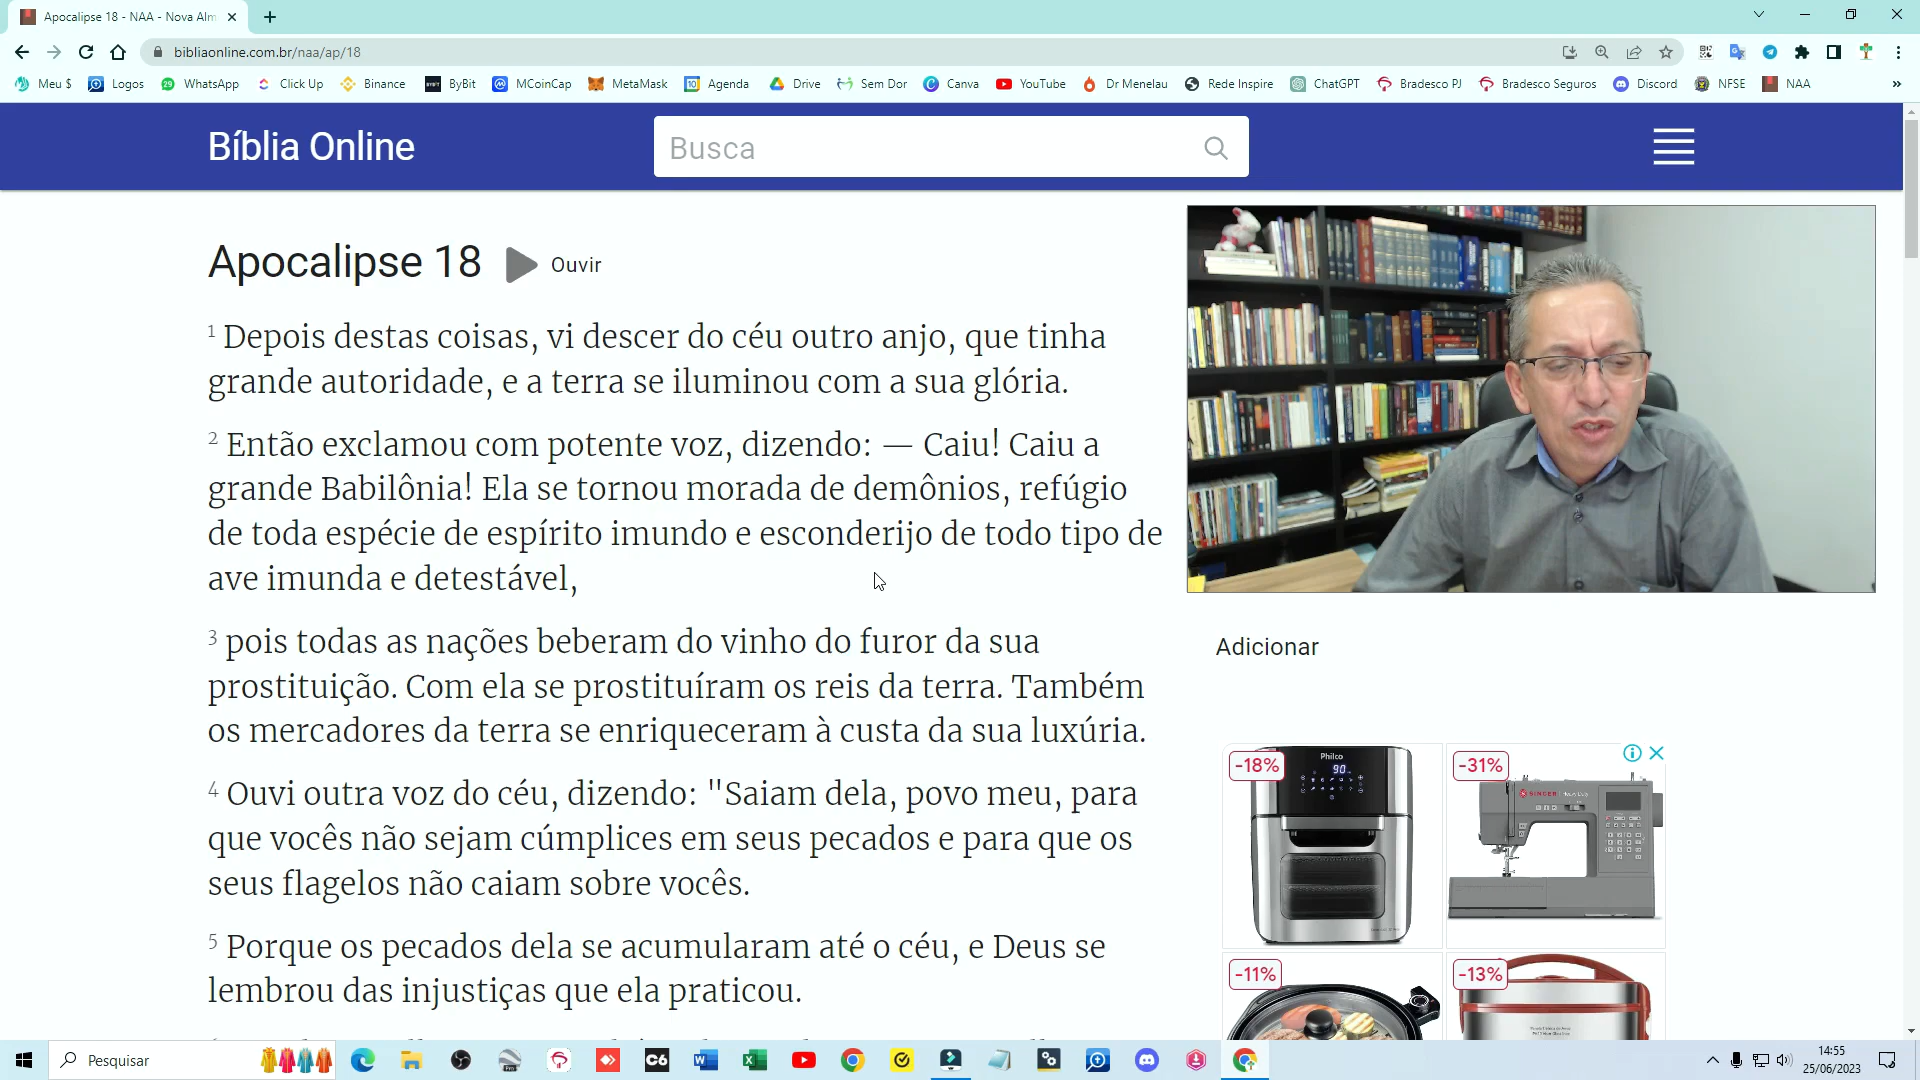 Apocalipse 18 - NAA - Nova Alm
bibliaonline.com.br/naa/ap/18
Meu $ Logos WhatsApp Click Up Binance ByBit MCoinCap MetaMask Agenda Drive Sem Dor Canva YouTube Dr Menelau Rede Inspire ChatGPT Bradesco PJ Bradesco Seguros Discord NFSE NAA »
Bíblia Online
Busca
Apocalipse 18
Ouvir
1 Depois destas coisas, vi descer do céu outro anjo, que tinha
grande autoridade, e a terra se iluminou com a sua glória.
2 Então exclamou com potente voz, dizendo: — Caiu! Caiu a
grande Babilônia! Ela se tornou morada de demônios, refúgio
de toda espécie de espírito imundo e esconderijo de todo tipo de
ave imunda e detestável,
3 pois todas as nações beberam do vinho do furor da sua
prostituição. Com ela se prostituíram os reis da terra. Também
os mercadores da terra se enriqueceram à custa da sua luxúria.
4 Ouvi outra voz do céu, dizendo: "Saiam dela, povo meu, para
que vocês não sejam cúmplices em seus pecados e para que os
seus flagelos não caiam sobre vocês.
5 Porque os pecados dela se acumularam até o céu, e Deus se
lembrou das injustiças que ela praticou.
Adicionar
-18%
Philco
90
-31%
SINGER Heavy Duty
-11%
-13%
Pesquisar
C6
14:55
25/06/2023